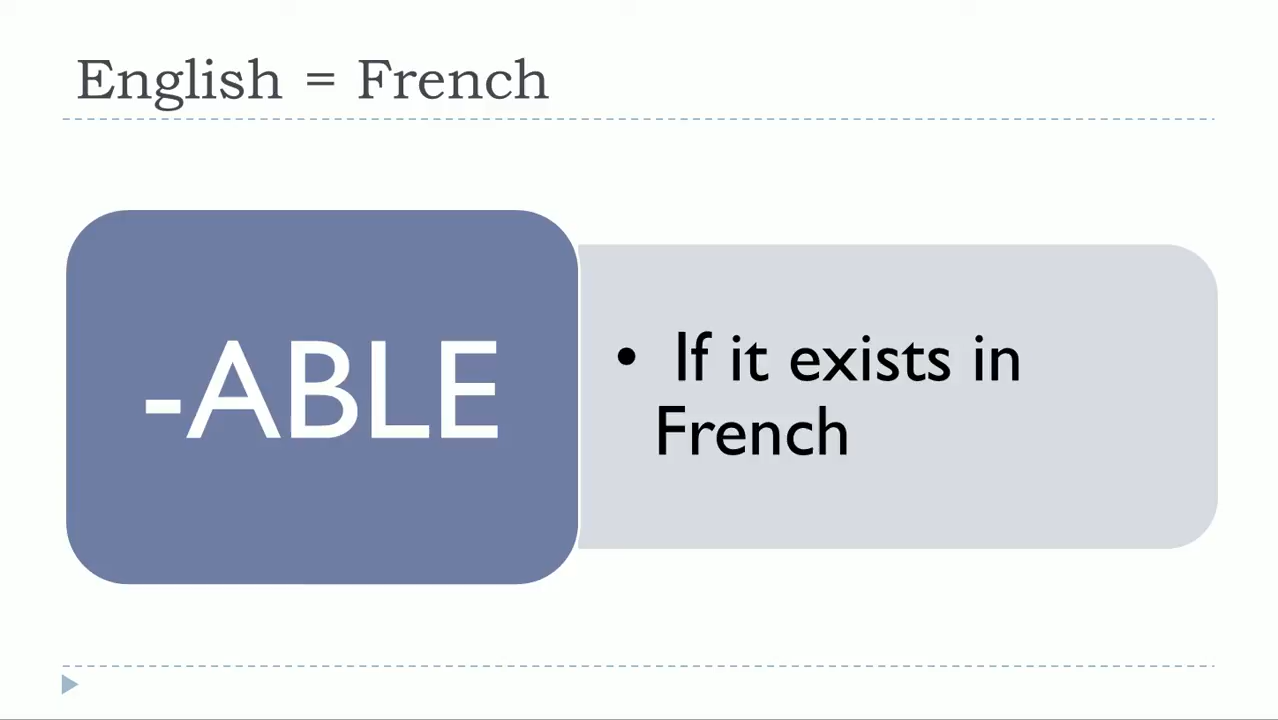 English = French
-ABLE
• If it exists in
French